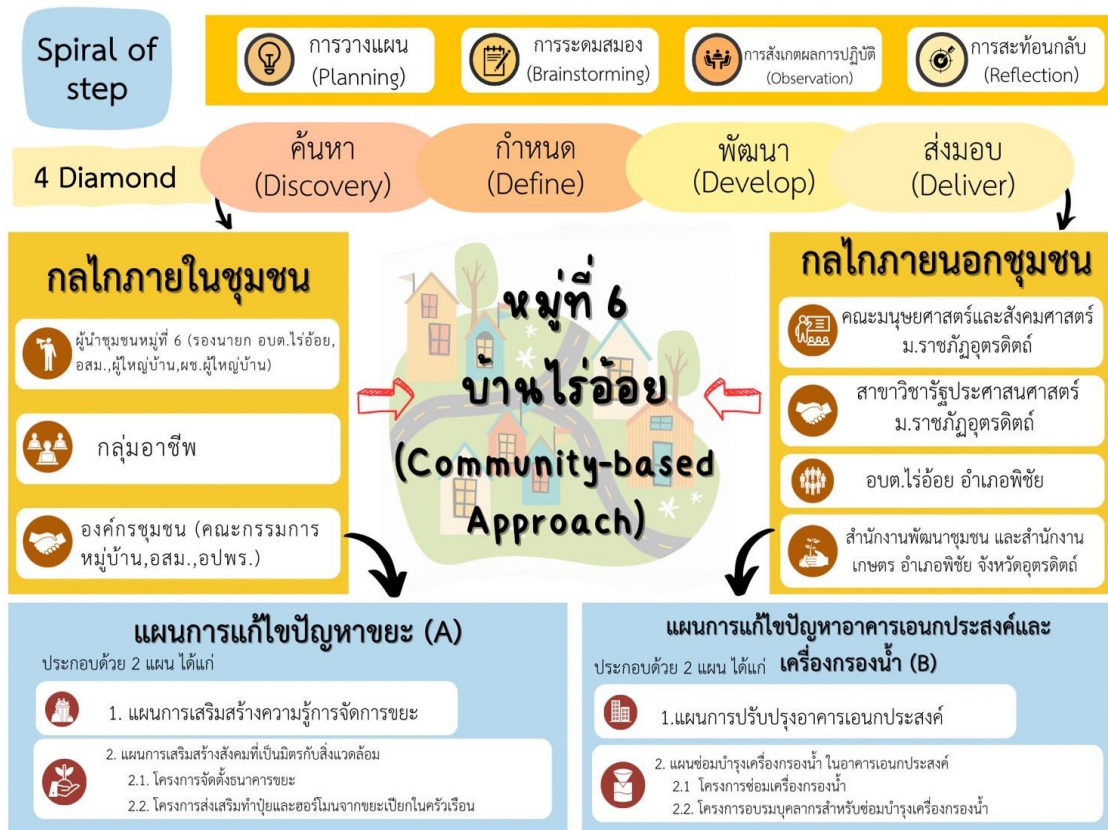 Spiral of
step
การวางแผน
(Planning)
การระดมสมอง
(Brainstorming)
การสังเกตผลการปฏิบัติ
(Observation)
การสะท้อนกลับ
(Reflection)
4 Diamond
ค้นหา
(Discovery)
กำหนด
(Define)
พัฒนา
(Develop)
ส่งมอบ
(Deliver)
กลไกภายในชุมชน
ผู้นำชุมชนหมู่ที่ 6 (รองนายก อบต.ไร่อ้อย,
อสม.,ผู้ใหญ่บ้าน,ผช.ผู้ใหญ่บ้าน)
กลุ่มอาชีพ
องค์กรชุมชน (คณะกรรมการ
หมู่บ้าน,อสม.,อปพร.)
หมู่ที่ 6
บ้านไร่อ้อย
(Community-based
Approach)
กลไกภายนอกชุมชน
คณะมนุษยศาสตร์และสังคมศาสตร์
ม.ราชภัฏอุตรดิตถ์
สาขาวิชารัฐประศาสนศาสตร์
ม.ราชภัฏอุตรดิตถ์
อบต.ไร่อ้อย อำเภอพิชัย
สำนักงานพัฒนาชุมชน และสำนักงาน
เกษตร อำเภอพิชัย จังหวัดอุตรดิตถ์
แผนการแก้ไขปัญหาขยะ (A)
ประกอบด้วย 2 แผน ได้แก่
1. แผนการเสริมสร้างความรู้การจัดการขยะ
2. แผนการเสริมสร้างสังคมที่เป็นมิตรกับสิ่งแวดล้อม
2.1. โครงการจัดตั้งธนาคารขยะ
2.2. โครงการส่งเสริมทำปุ๋ยและฮอร์โมนจากขยะเปียกในครัวเรือน
แผนการแก้ไขปัญหาอาคารเอนกประสงค์และ
ประกอบด้วย 2 แผน ได้แก่ เครื่องกรองน้ำ (B)
1.แผนการปรับปรุงอาคารเอนกประสงค์
2. แผนซ่อมบำรุงเครื่องกรองน้ำ ในอาคารเอนกประสงค์
2.1 โครงการซ่อมเครื่องกรองน้ำ
2.2. โครงการอบรมบุคลากรสำหรับซ่อมบำรุงเครื่องกรองน้ำ